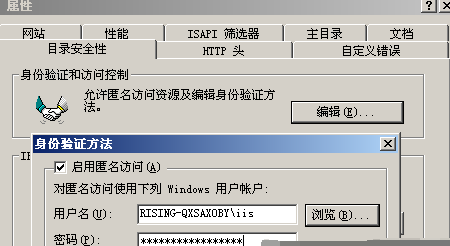 属性
网站 性能 ISAPI 筛选器 主目录 文档
目录安全性 HTTP 头 自定义错误
身份验证和访问控制
允许匿名访问资源及编辑身份验证方
法。
编辑(E)...
身份验证方法
启用匿名访问(A)
对匿名访问使用下列 Windows 用户帐户:
用户名(U): RISING-QXSAXOBY\iis 浏览(B)...
密码(P): *****************